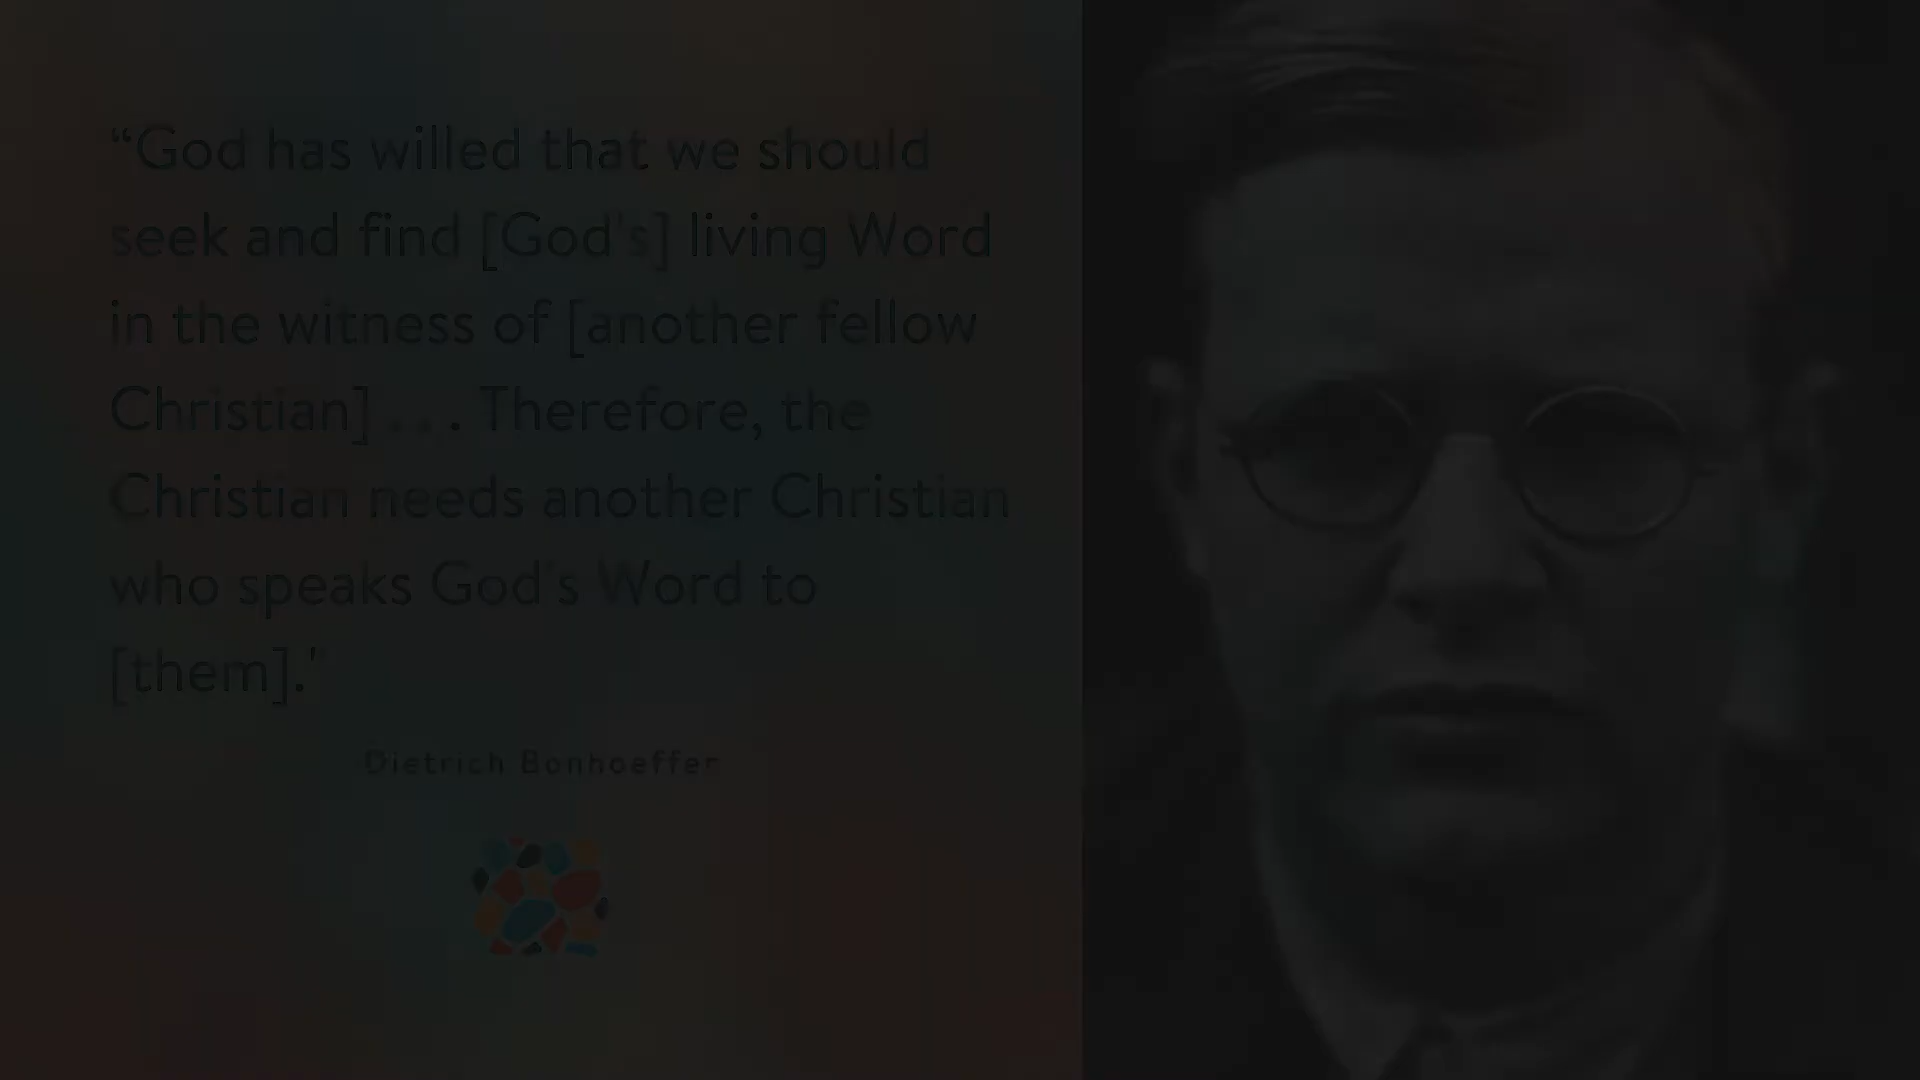 “God has willed that we should
seek and find [God's] living Word
in the witness of [another fellow
Christian] . . . Therefore, the
Christian needs another Christian
who speaks God's Word to
[them].'
Dietrich Bonhoeffer